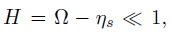 H = Ω − η_s ≪ 1,